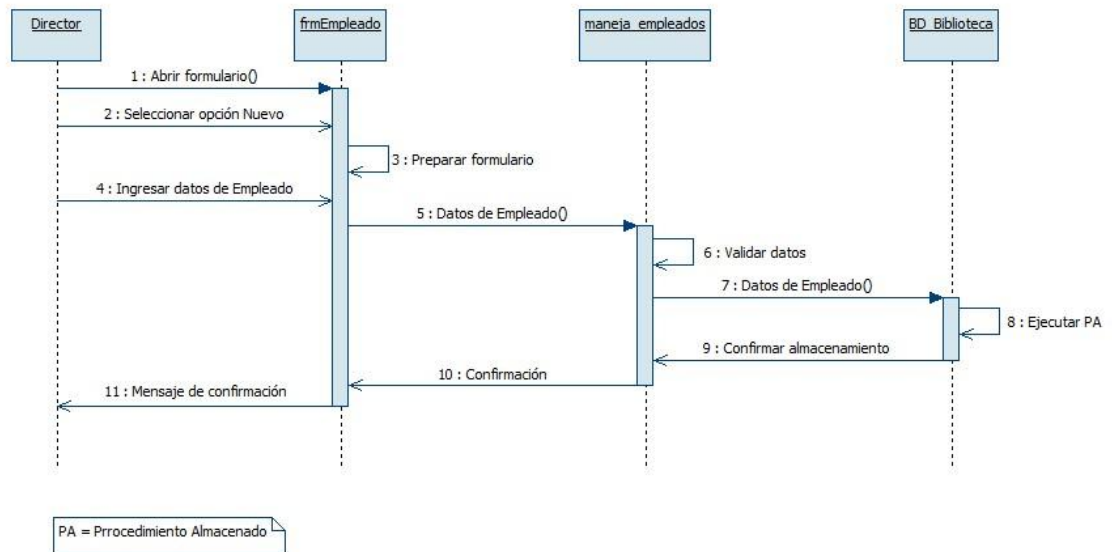 Director
frmEmpleado
maneja_empleados
BD_Biblioteca
1 : Abrir formulario()
2 : Seleccionar opción Nuevo
3 : Preparar formulario
4 : Ingresar datos de Empleado
5 : Datos de Empleado()
6 : Validar datos
7 : Datos de Empleado()
8 : Ejecutar PA
9 : Confirmar almacenamiento
10 : Confirmación
11 : Mensaje de confirmación
PA = Prrocedimiento Almacenado